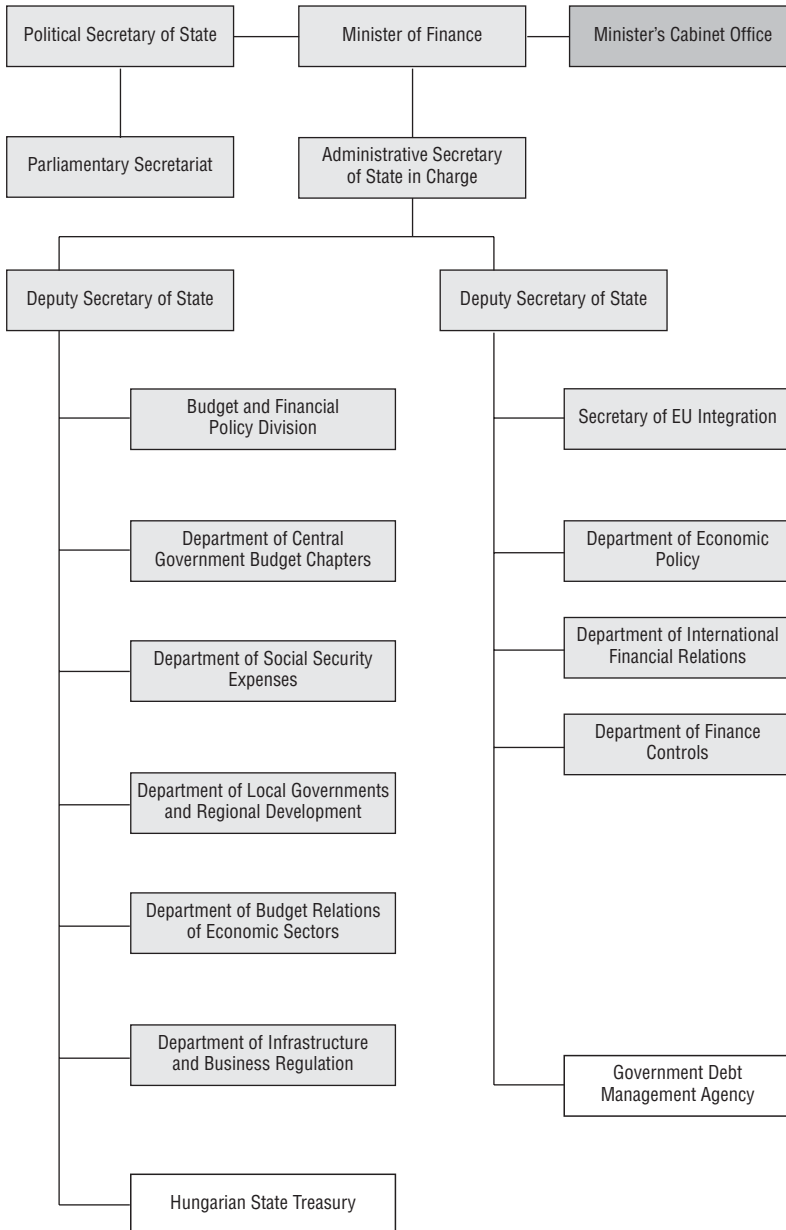 Political Secretary of State
Minister of Finance
Minister’s Cabinet Office
Parliamentary Secretariat
Administrative Secretary
of State in Charge
Deputy Secretary of State
Deputy Secretary of State
Budget and Financial
Policy Division
Department of Central
Government Budget Chapters
Department of Social Security
Expenses
Department of Local Governments
and Regional Development
Department of Budget Relations
of Economic Sectors
Department of Infrastructure
and Business Regulation
Hungarian State Treasury
Secretary of EU Integration
Department of Economic
Policy
Department of International
Financial Relations
Department of Finance
Controls
Government Debt
Management Agency